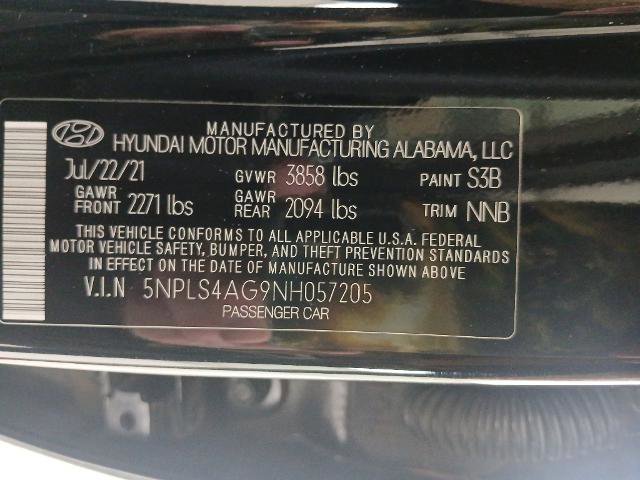 MANUFACTURED BY
HYUNDAI MOTOR MANUFACTURING ALABAMA, LLC
Jul/22/21 GVWR 3858 lbs PAINT S3B
GAWR FRONT 2271 lbs GAWR REAR 2094 lbs TRIM NNB
THIS VEHICLE CONFORMS TO ALL APPLICABLE U.S.A. FEDERAL
MOTOR VEHICLE SAFETY, BUMPER, AND THEFT PREVENTION STANDARDS
IN EFFECT ON THE DATE OF MANUFACTURE SHOWN ABOVE.
V.I.N 5NPLS4AG9NH057205
PASSENGER CAR